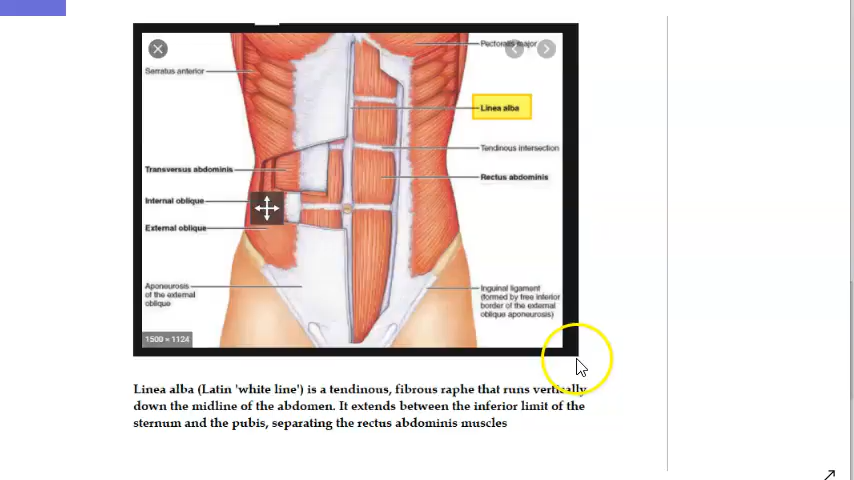 Pectoralis major
Serratus anterior
Linea alba
Tendinous intersection
Transversus abdominis
Rectus abdominis
Internal oblique
External oblique
Aponeurosis
of the external
oblique
Inguinal ligament
(formed by free inferior
border of the external
oblique aponeurosis)
1500 × 1124
Linea alba (Latin 'white line') is a tendinous, fibrous raphe that runs vertically
down the midline of the abdomen. It extends between the inferior limit of the
sternum and the pubis, separating the rectus abdominis muscles